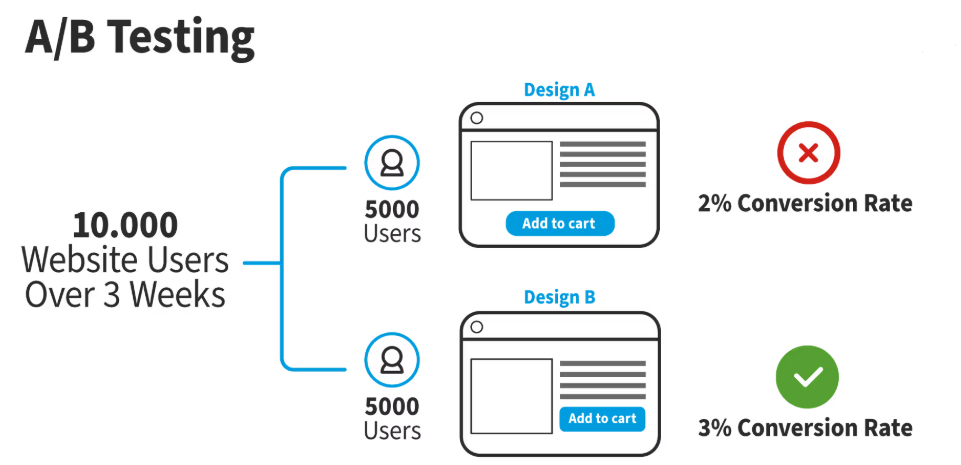 A/B Testing
10.000
Website Users
Over 3 Weeks
5000
Users
Design A
Add to cart
2% Conversion Rate
5000
Users
Design B
Add to cart
3% Conversion Rate